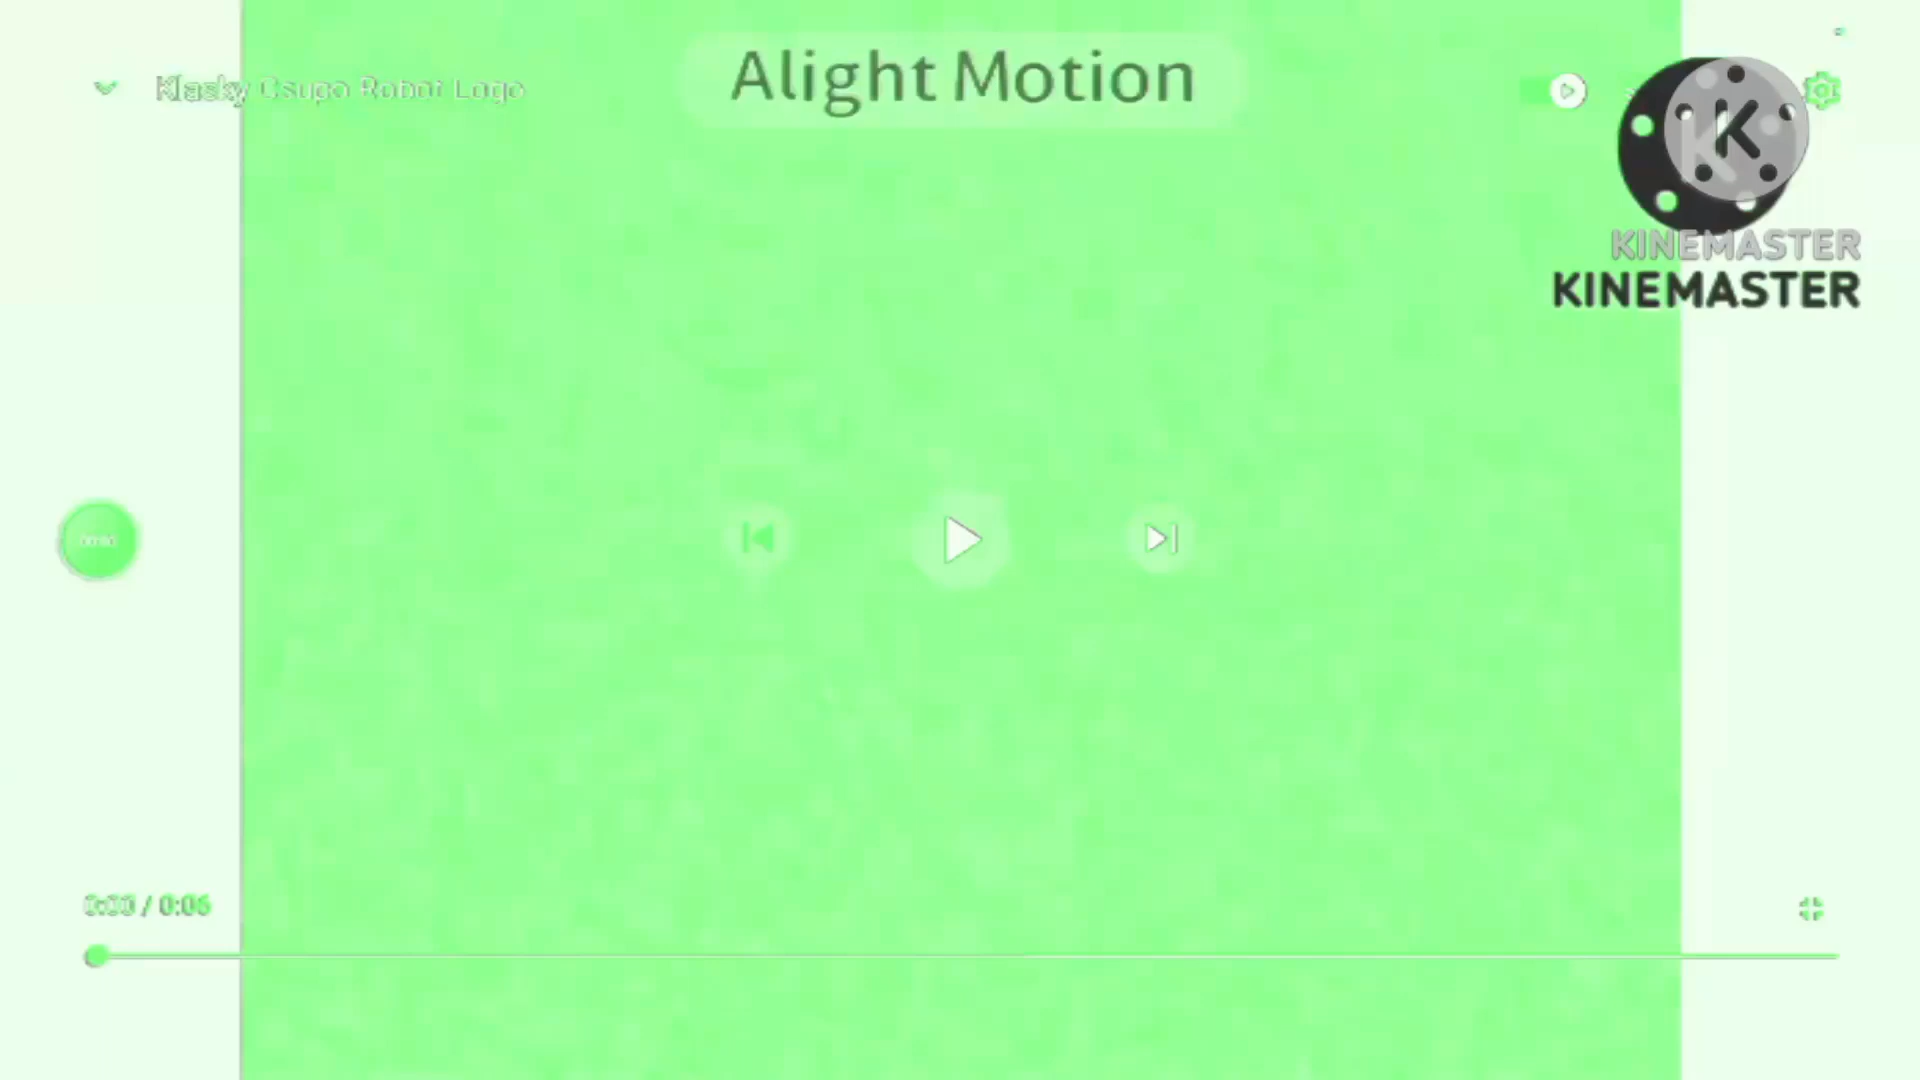 Alight Motion
Klasky Csupo Robot Logo
KINEMASTER
KINEMASTER
0:00 / 0:06